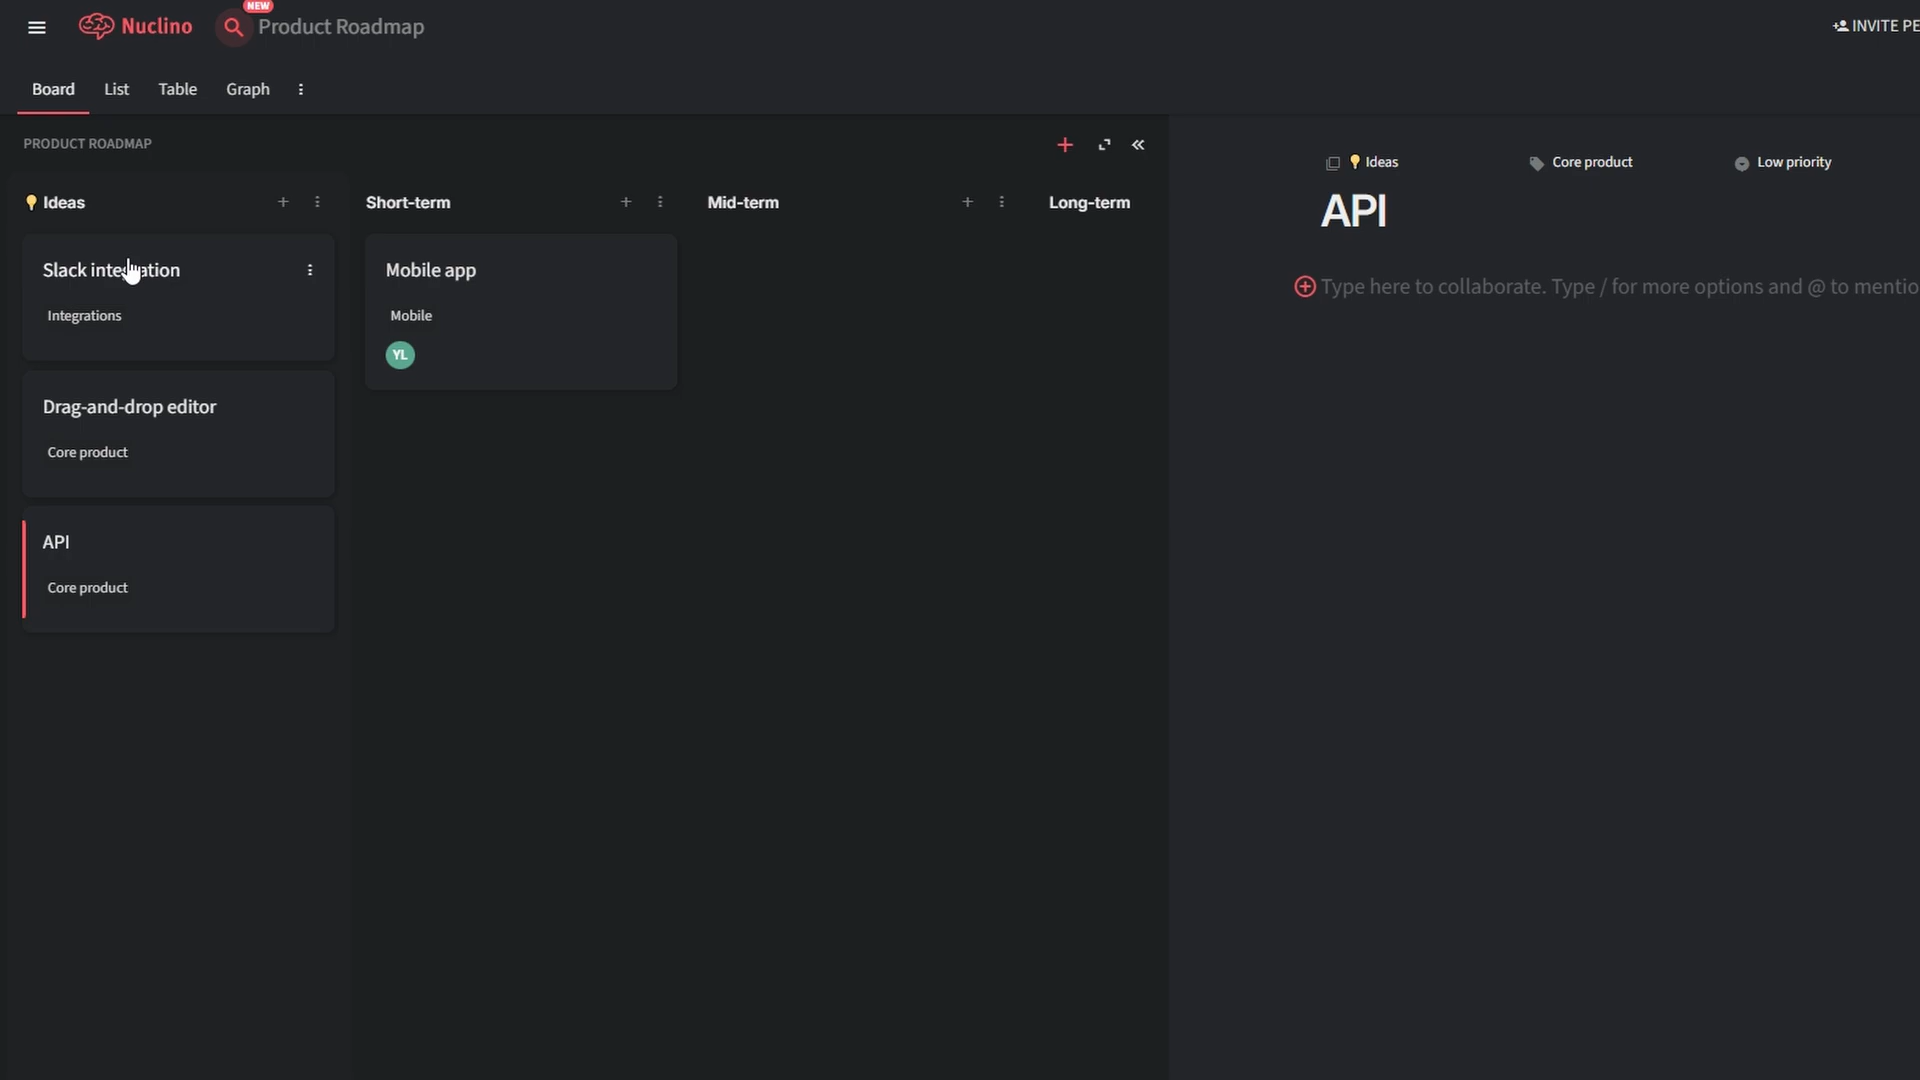 NEW
Nuclino
Product Roadmap
INVITE PE
Board List Table Graph
PRODUCT ROADMAP
Ideas
Short-term
Mid-term
Long-term
Slack integration
Integrations
Drag-and-drop editor
Core product
API
Core product
Mobile app
Mobile
YL
Ideas Core product Low priority
API
Type here to collaborate. Type / for more options and @ to mentio